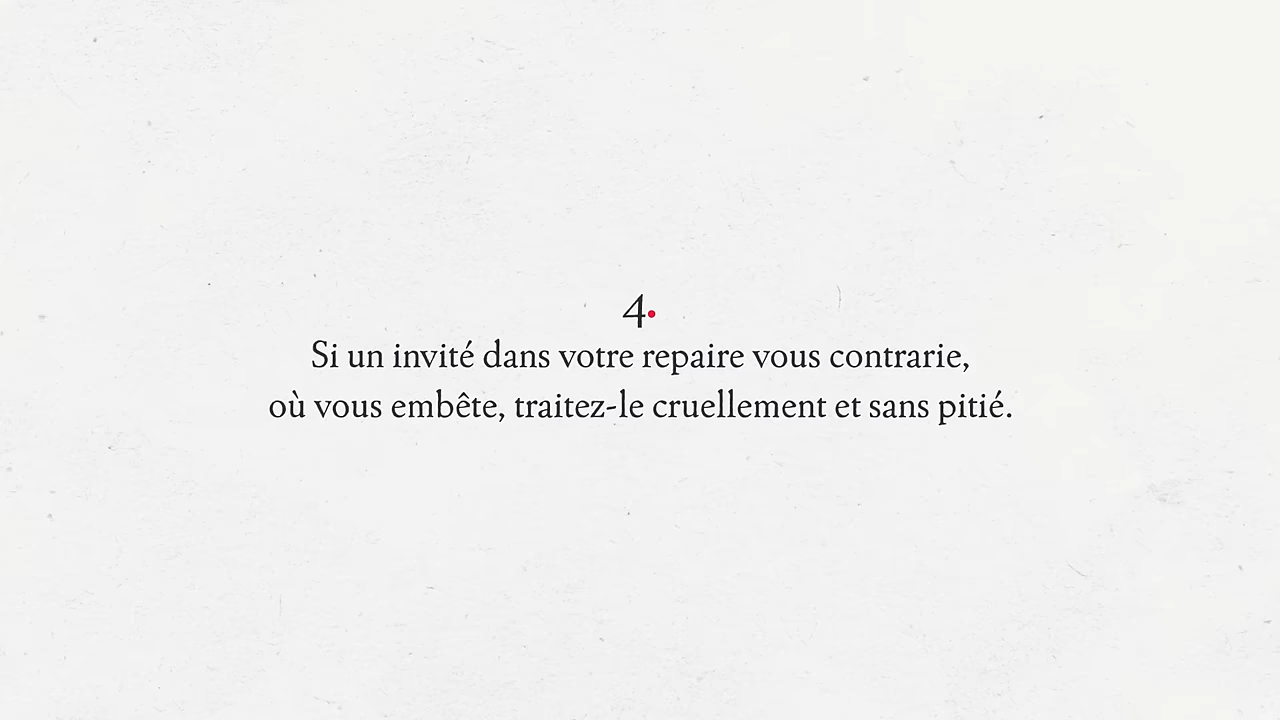 4.
Si un invité dans votre repaire vous contrarie,
où vous embête, traitez-le cruellement et sans pitié.